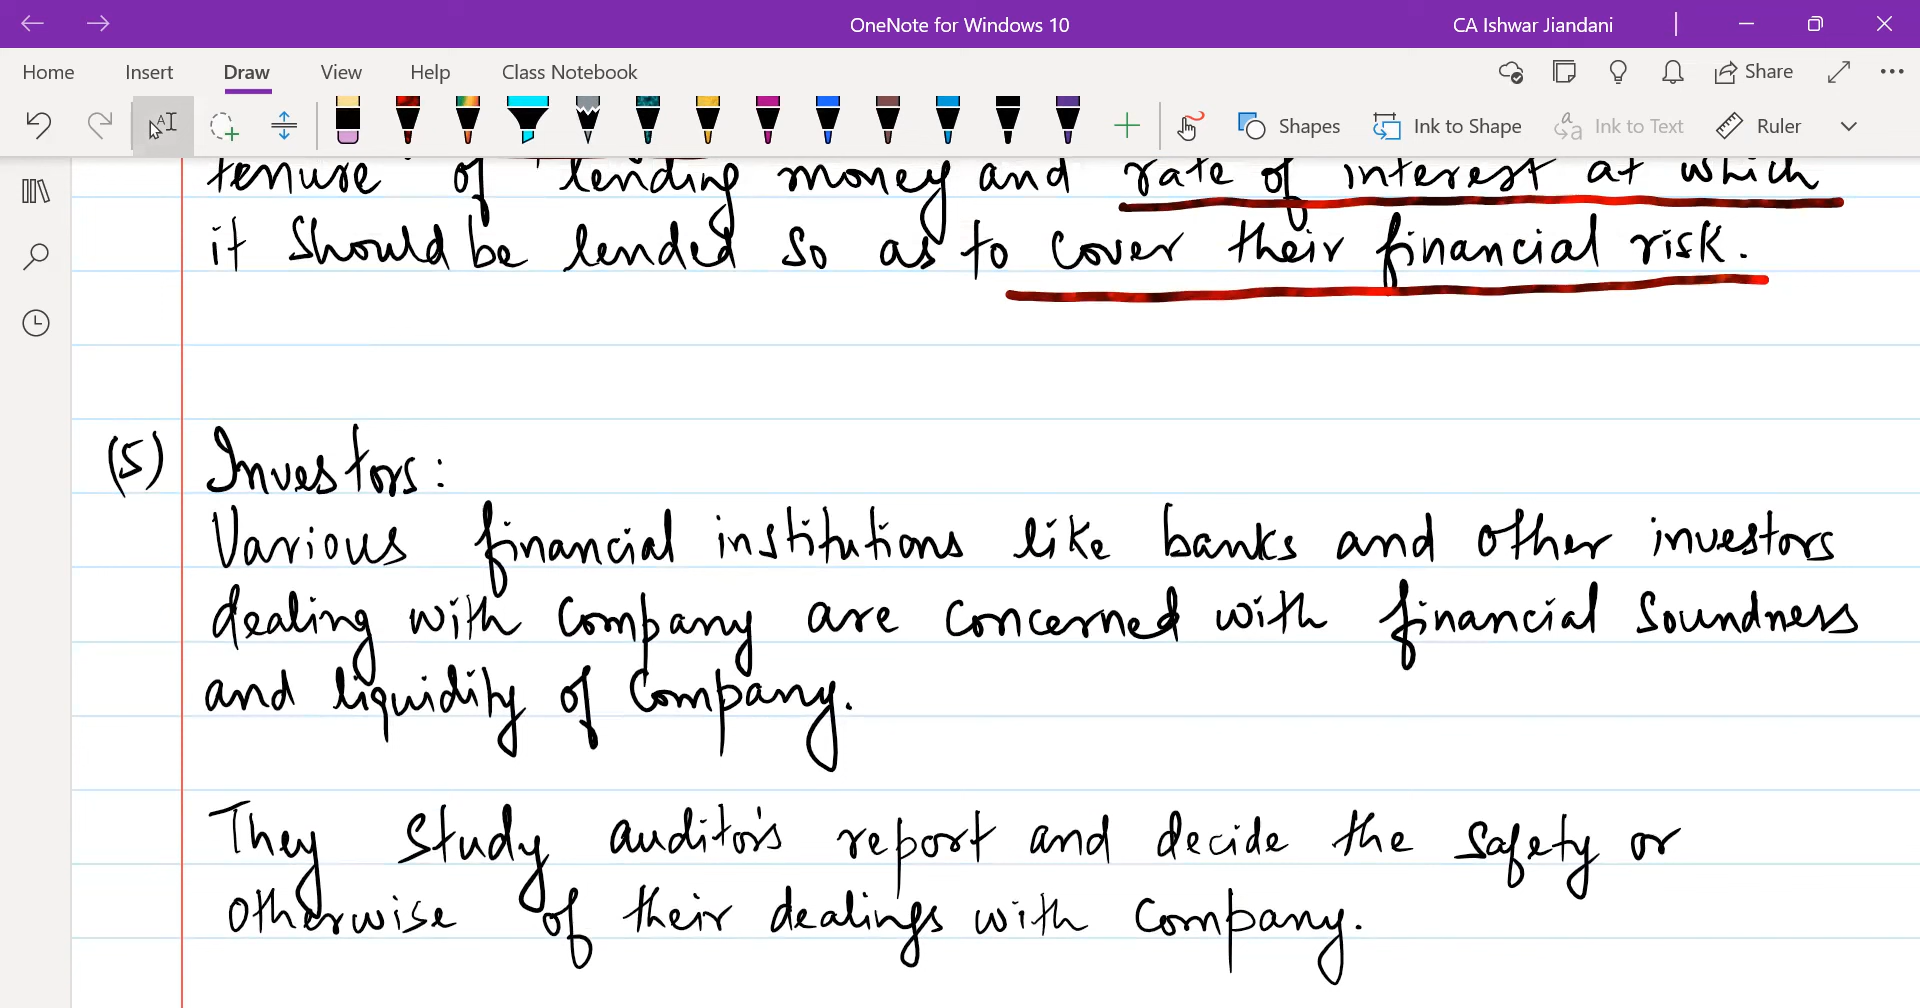 OneNote for Windows 10
CA Ishwar Jiandani
Home Insert Draw View Help Class Notebook Share
Shapes Ink to Shape Ink to Text Ruler
tenure of lending money and rate of interest at which
it should be lended so as to cover their financial risk.
(5) Investors:
Various financial institutions like banks and other investors
dealing with company are concerned with financial soundness
and liquidity of company.
They study auditor's report and decide the safety or
otherwise of their dealings with company.